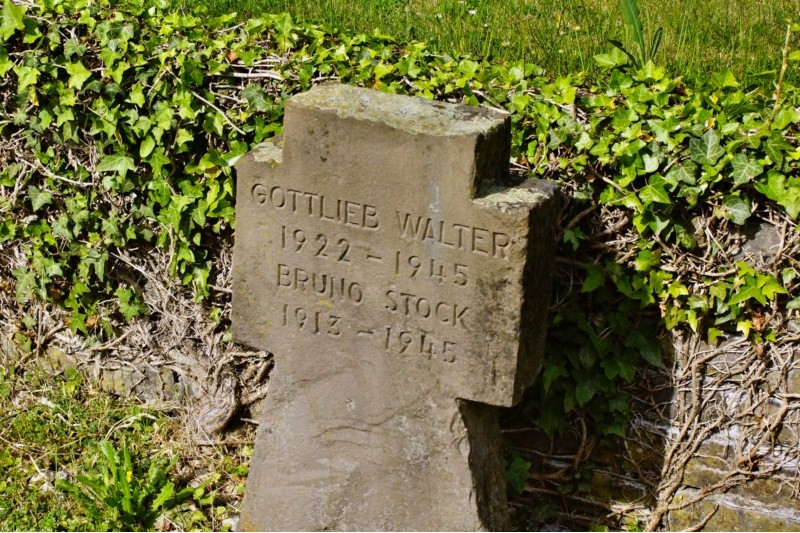 GOTTLIEB WALTER
1922 - 1945
BRUNO STOCK
1913 - 1945